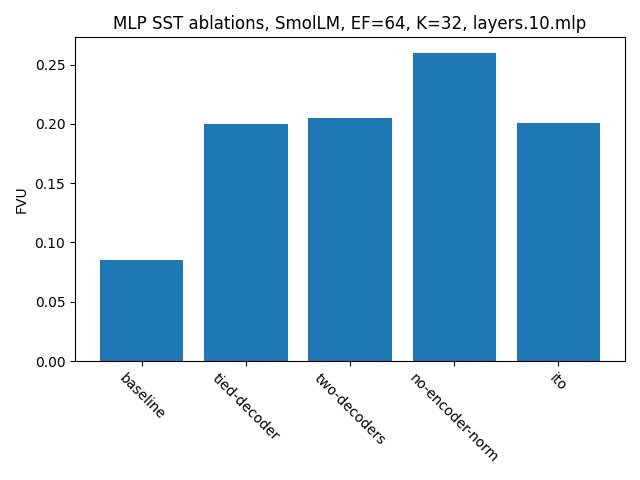 MLP SST ablations, SmolLM, EF=64, K=32, layers.10.mlp
0.25
0.20
0.15
0.10
0.05
0.00
FVU
baseline
tied-decoder
two-decoders
no-encoder-norm
ito